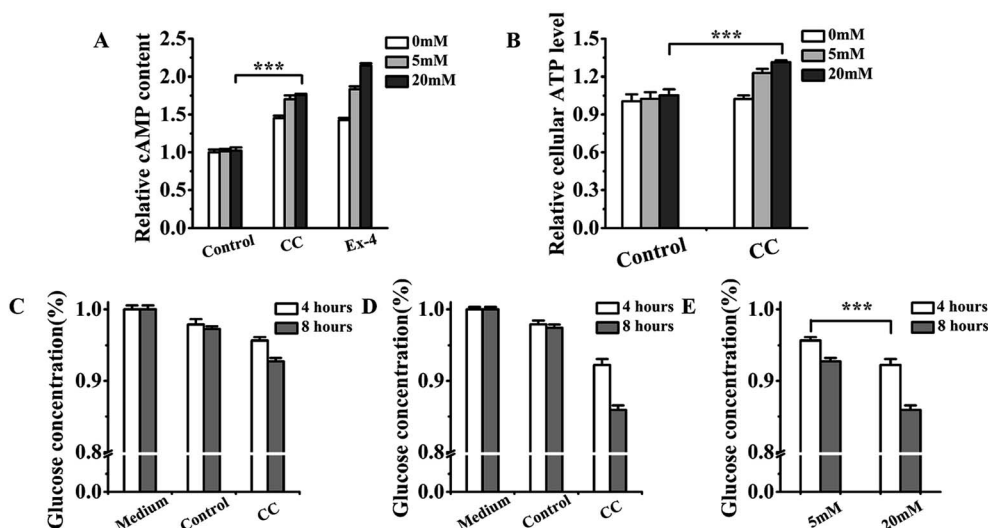 A
Relative cAMP content
2.5
2.0
1.5
1.0
0.5
0.0
***
0mM
5mM
20mM
Control
CC
Ex-4
B
Relative cellular ATP level
1.5
1.2
0.9
0.6
0.3
0.0
***
0mM
5mM
20mM
Control
CC
C
Glucose concentration(%)
1.0
0.9
0.8
0.0
4 hours
8 hours
Medium
Control
CC
D
Glucose concentration(%)
1.0
0.9
0.8
0.0
4 hours
8 hours
Medium
Control
CC
E
Glucose concentration(%)
1.0
0.9
0.8
0.0
***
4 hours
8 hours
5mM
20mM